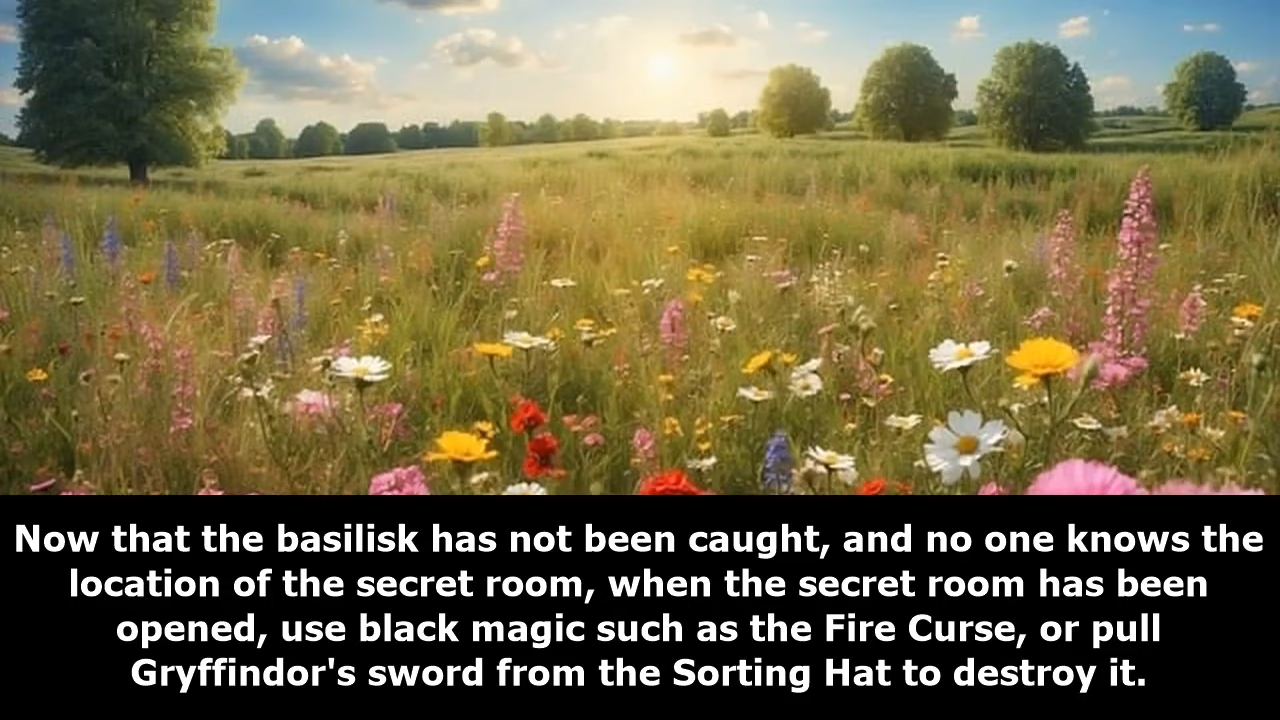 Now that the basilisk has not been caught, and no one knows the
location of the secret room, when the secret room has been
opened, use black magic such as the Fire Curse, or pull
Gryffindor's sword from the Sorting Hat to destroy it.